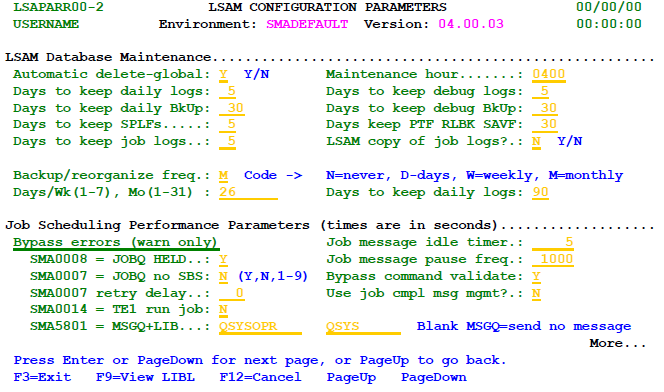 LSAPARR00-2 LSAM CONFIGURATION PARAMETERS 00/00/00
USERNAME Environment: SMADEFAULT Version: 04.00.03 00:00:00
LSAM Database Maintenance......................................................
Automatic delete-global: Y Y/N Maintenance hour.......: 0400
Days to keep daily logs: 5 Days to keep debug logs: 5
Days to keep daily BkUp: 30 Days to keep debug BkUp: 30
Days to keep SPLFs.....: 5 Days keep PTF RLBK SAVF: 30
Days to keep job logs..: 5 LSAM copy of job logs?.: N Y/N
Backup/reorganize freq.: M Code -> N=never, D-days, W=weekly, M=monthly
Days/Wk(1-7), Mo(1-31) : 26 Days to keep daily logs: 90
Job Scheduling Performance Parameters (times are in seconds)...................
Bypass errors (warn only) Job message idle timer.: 5
SMA0008 = JOBQ HELD..: Y Job message pause freq.: 1000
SMA0007 = JOBQ no SBS: N (Y,N,1-9) Bypass command validate: Y
SMA0007 retry delay..: 0 Use job cmpl msg mgmt?.: N
SMA0014 = TE1 run job: N
SMA5801 = MSGQ+LIB...: QSYSOPR QSYS Blank MSGQ=send no message
More...
Press Enter or PageDown for next page, or PageUp to go back.
F3=Exit F9=View LIBL F12=Cancel PageUp PageDown